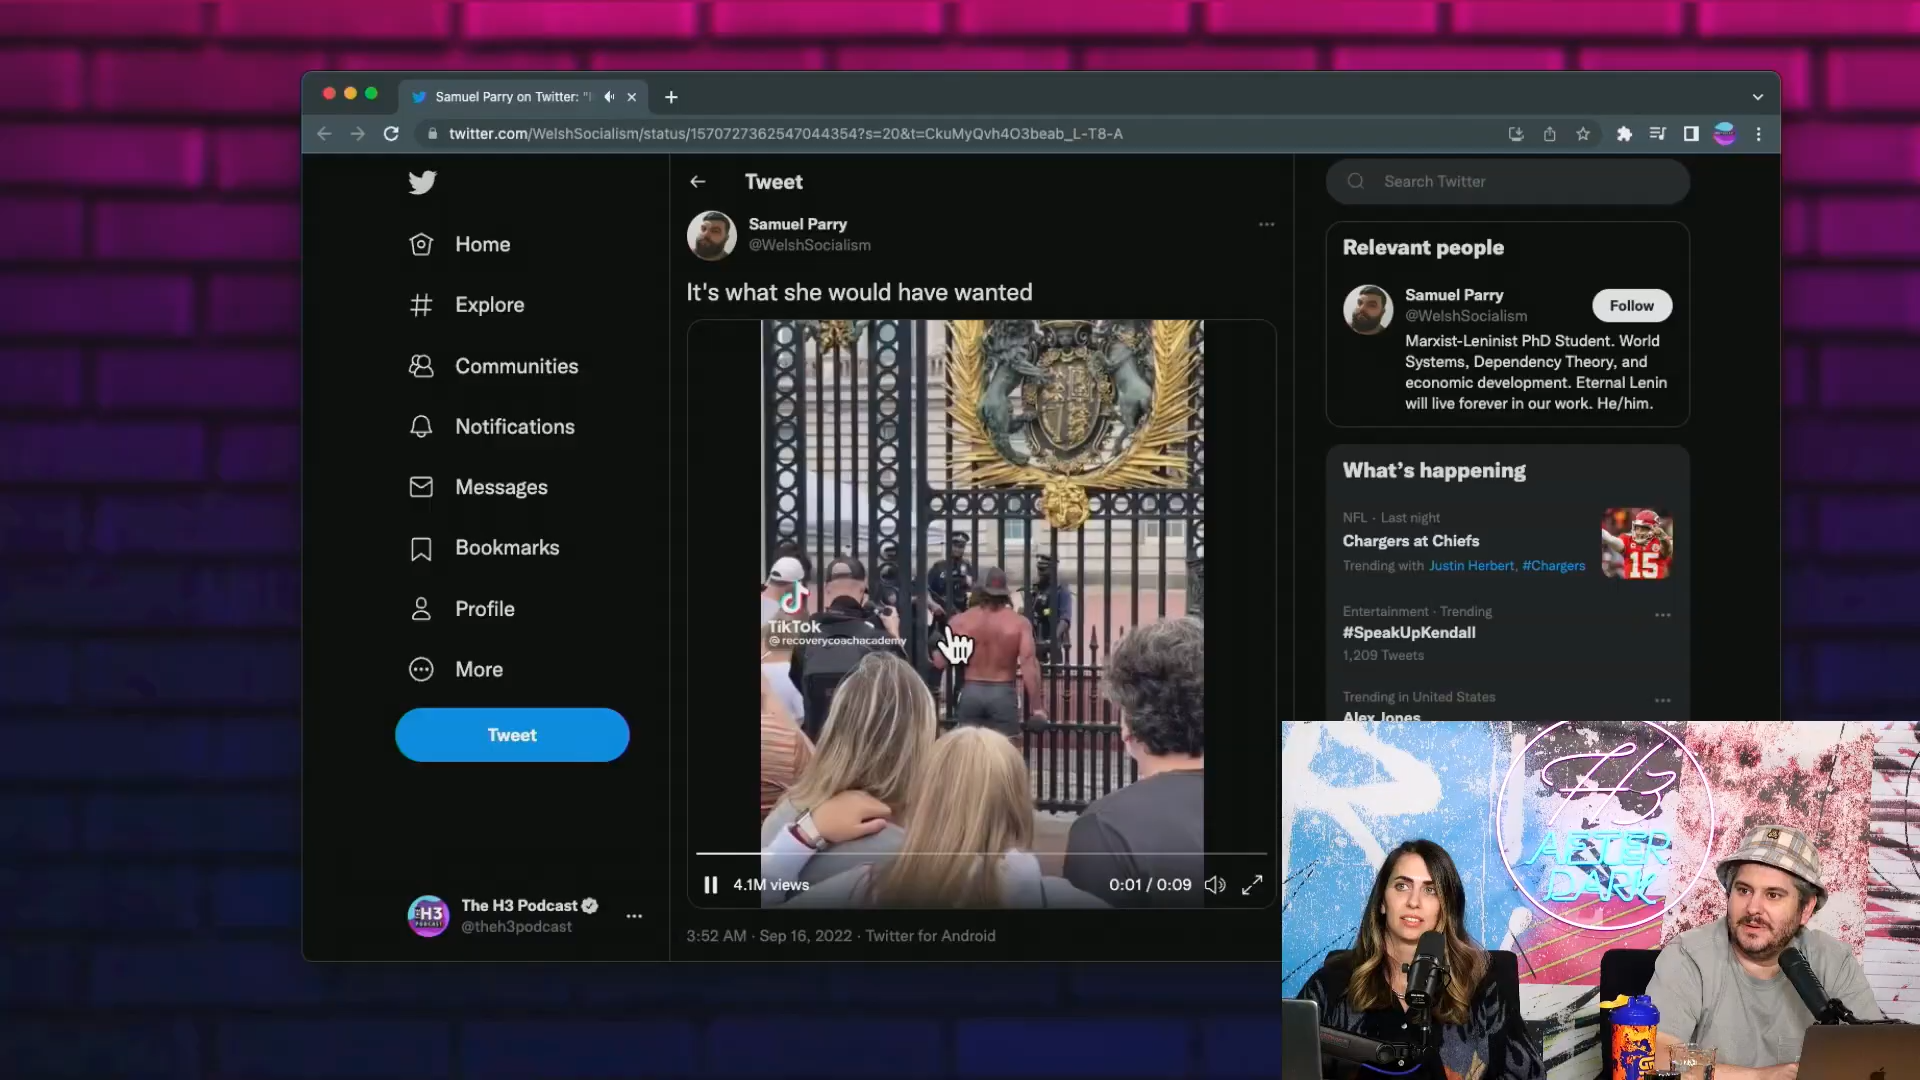 Samuel Parry on Twitter: "I
twitter.com/WelshSocialism/status/1570727362547044354?s=20&t=CkuMyQvh4O3beab_L-T8-A
Home
Explore
Communities
Notifications
Messages
Bookmarks
Profile
More
Tweet
The H3 Podcast
@theh3podcast
Tweet
Samuel Parry
@WelshSocialism
It's what she would have wanted
TikTok
@recoverycoachacademy
4.1M views
0:01 / 0:09
3:52 AM · Sep 16, 2022 · Twitter for Android
Search Twitter
Relevant people
Samuel Parry
@WelshSocialism
Follow
Marxist-Leninist PhD Student. World
Systems, Dependency Theory, and
economic development. Eternal Lenin
will live forever in our work. He/him.
What's happening
NFL · Last night
Chargers at Chiefs
Trending with Justin Herbert, #Chargers
15
Entertainment · Trending
#SpeakUpKendall
1,209 Tweets
Trending in United States
Alex Jones
H3
AFTER
DARK
H3
PODCAST